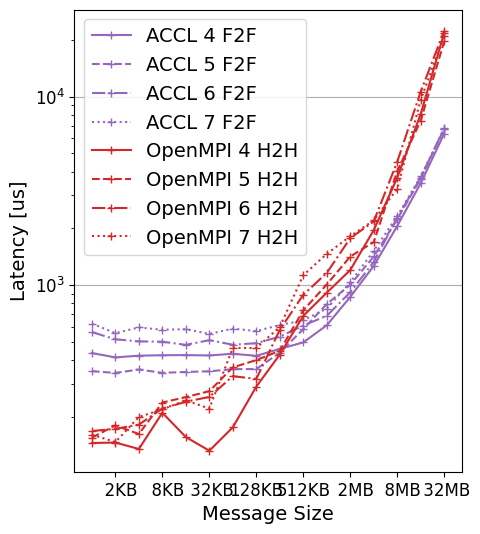 ACCL 4 F2F
ACCL 5 F2F
ACCL 6 F2F
ACCL 7 F2F
OpenMPI 4 H2H
OpenMPI 5 H2H
OpenMPI 6 H2H
OpenMPI 7 H2H
10⁴
10³
Latency [us]
2KB 8KB 32KB 128KB 512KB 2MB 8MB 32MB
Message Size